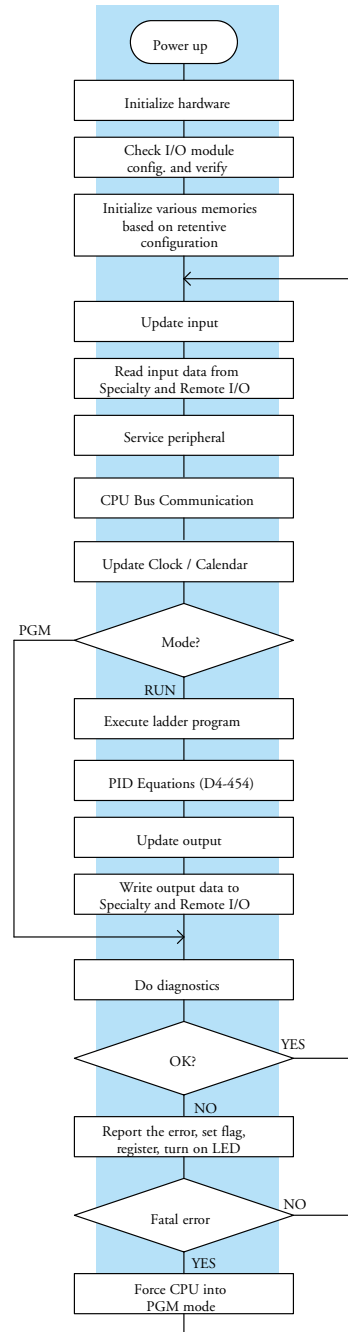 Power up
Initialize hardware
Check I/O module
config. and verify
Initialize various memories
based on retentive
configuration
Update input
Read input data from
Specialty and Remote I/O
Service peripheral
CPU Bus Communication
Update Clock / Calendar
PGM
Mode?
RUN
Execute ladder program
PID Equations (D4-454)
Update output
Write output data to
Specialty and Remote I/O
Do diagnostics
YES
OK?
NO
Report the error, set flag,
register, turn on LED
NO
Fatal error
YES
Force CPU into
PGM mode